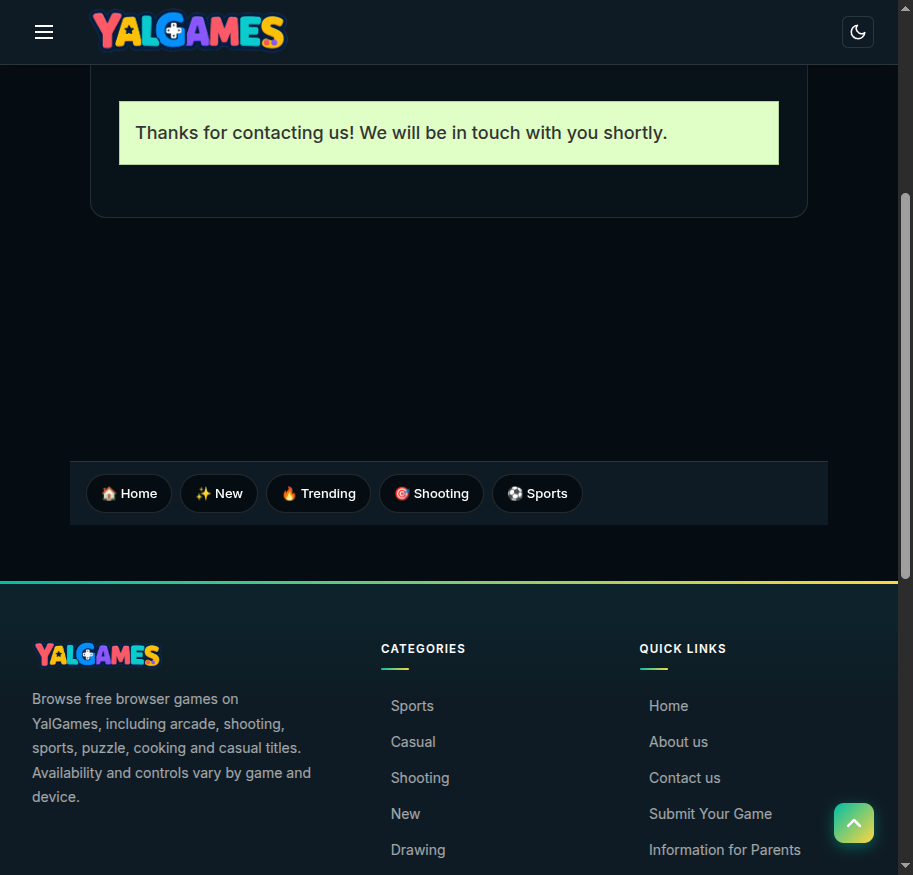 YALGAMES
Thanks for contacting us! We will be in touch with you shortly.
Home
New
Trending
Shooting
Sports
YALGAMES
Browse free browser games on
YalGames, including arcade, shooting,
sports, puzzle, cooking and casual titles.
Availability and controls vary by game and
device.
CATEGORIES
Sports
Casual
Shooting
New
Drawing
QUICK LINKS
Home
About us
Contact us
Submit Your Game
Information for Parents